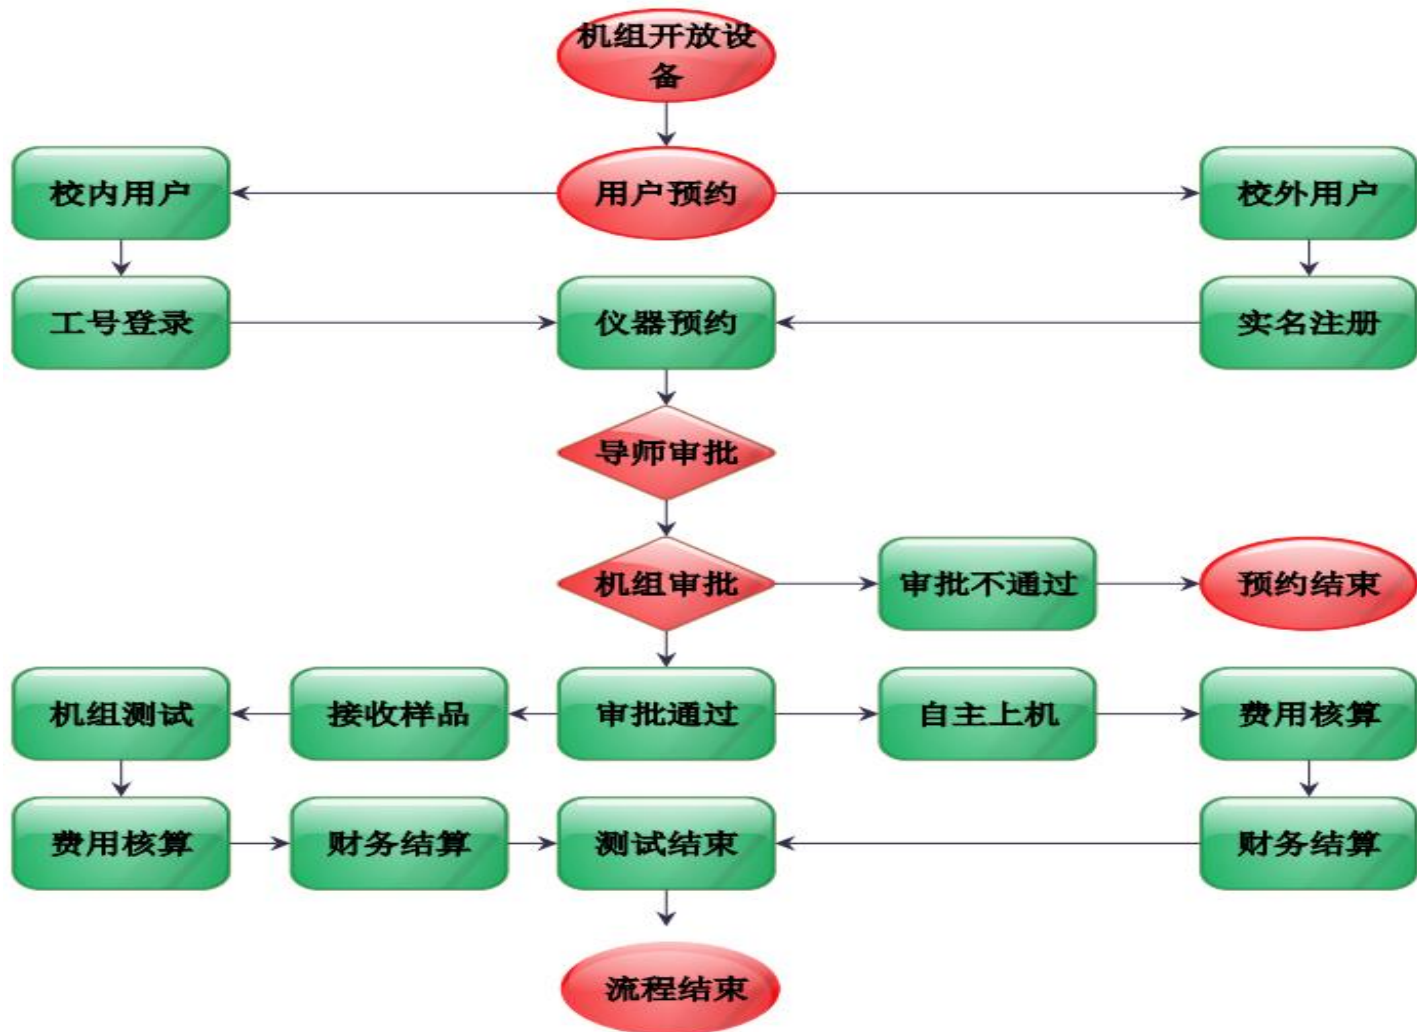 机组开放设
备
校内用户
用户预约
校外用户
工号登录
仪器预约
实名注册
导师审批
机组审批
审批不通过
预约结束
机组测试
接收样品
审批通过
自主上机
费用核算
费用核算
财务结算
测试结束
财务结算
流程结束